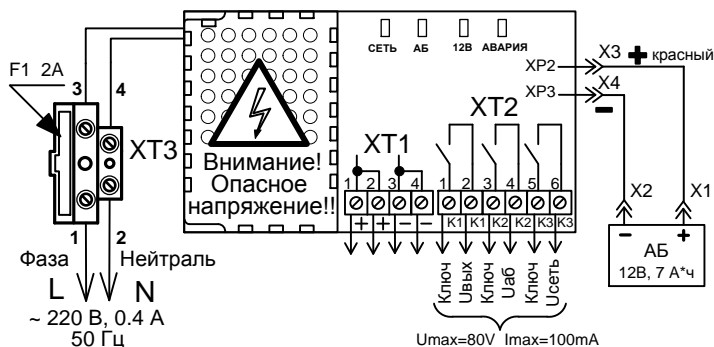 F1 2A
3
4
XT3
1
2
Фаза
Нейтраль
L
N
~ 220 В, 0.4 А
50 Гц
Внимание!
Опасное
напряжение!!
СЕТЬ АБ 12В АВАРИЯ
XP2
XP3
X3 + красный
X4
–
XT1
1 2 3 4
+ + – –
XT2
1 2 3 4 5 6
K1 K1 K2 K2 K3 K3
Ключ
Uвых
Ключ
Uаб
Ключ
Uсеть
Umax=80V Imax=100mA
X2
X1
– +
АБ
12В, 7 А*ч